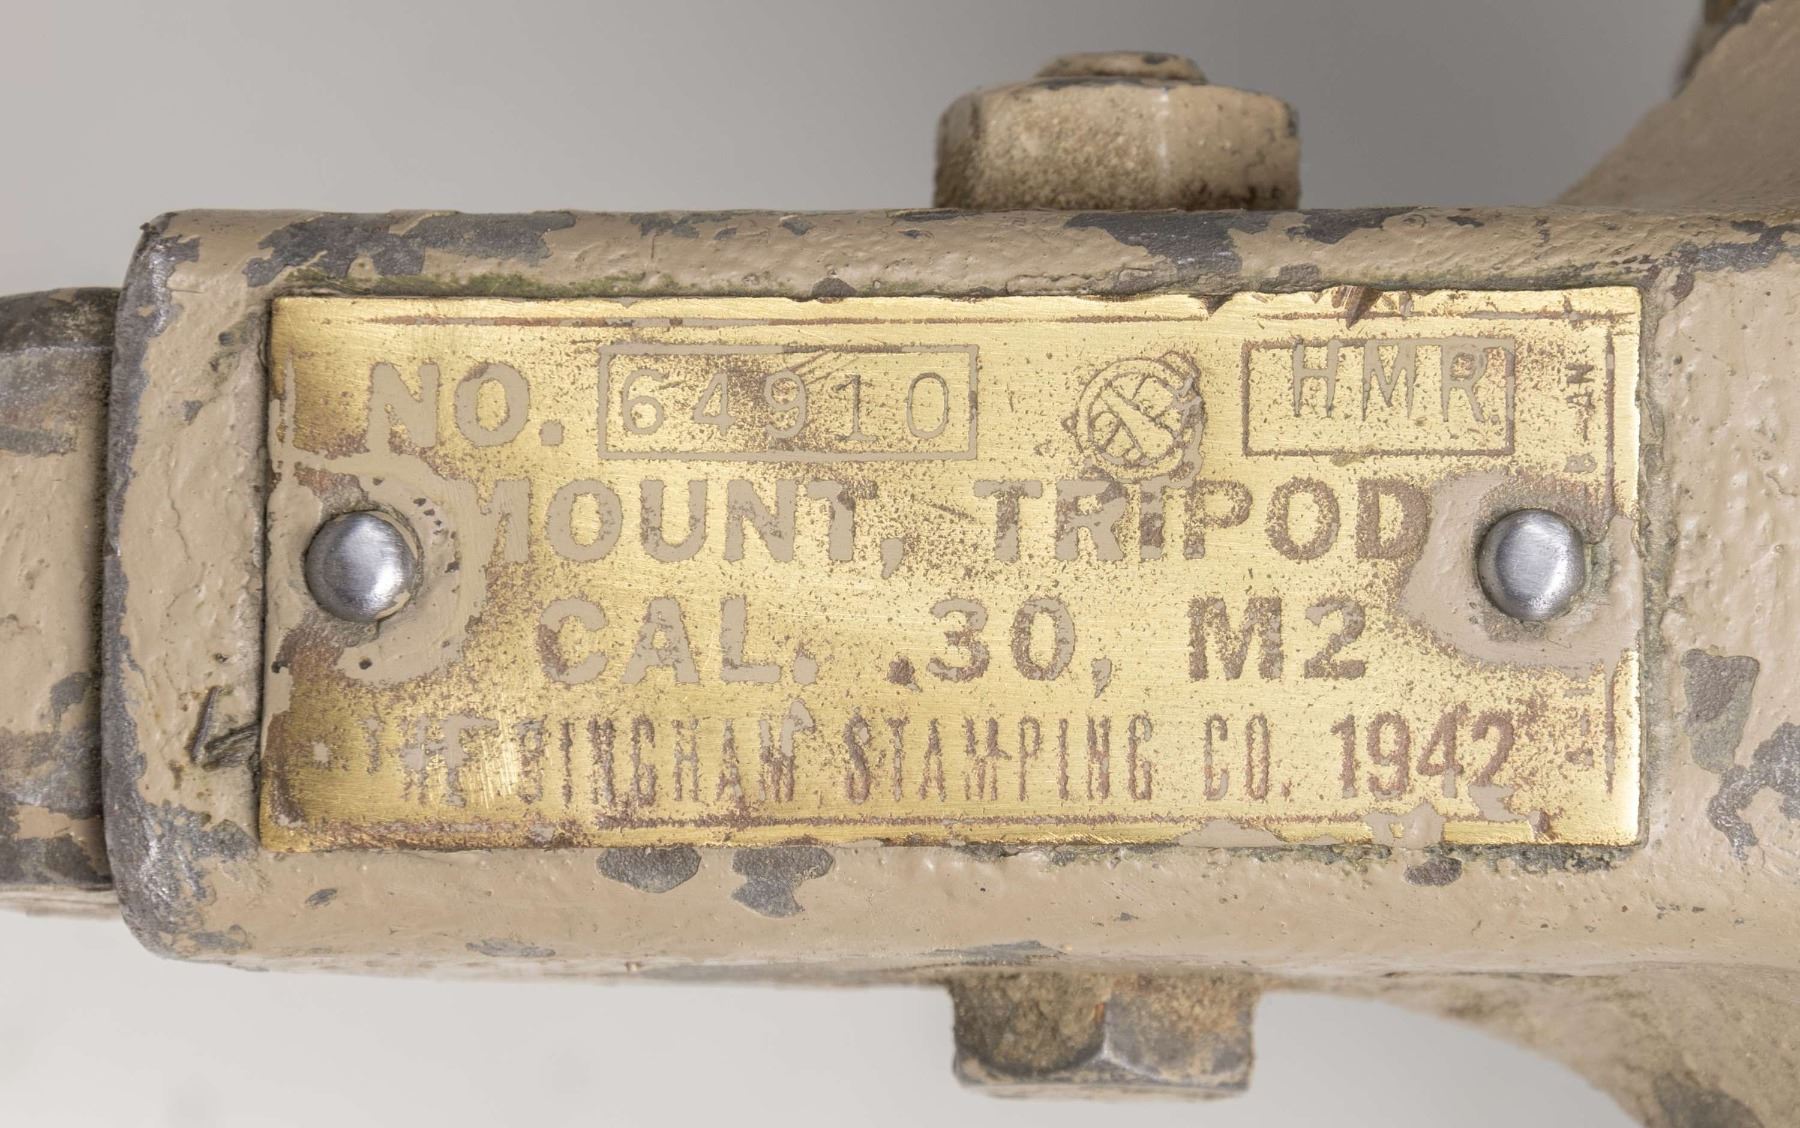 NO. 64910 HMR
MOUNT, TRIPOD
CAL. .30, M2
THE BINGHAM STAMPING CO. 1942